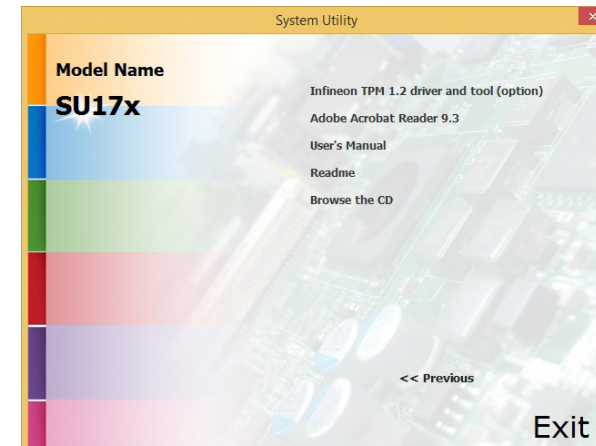 System Utility
Model Name
SU17x
Infineon TPM 1.2 driver and tool (option)
Adobe Acrobat Reader 9.3
User's Manual
Readme
Browse the CD
<< Previous
Exit